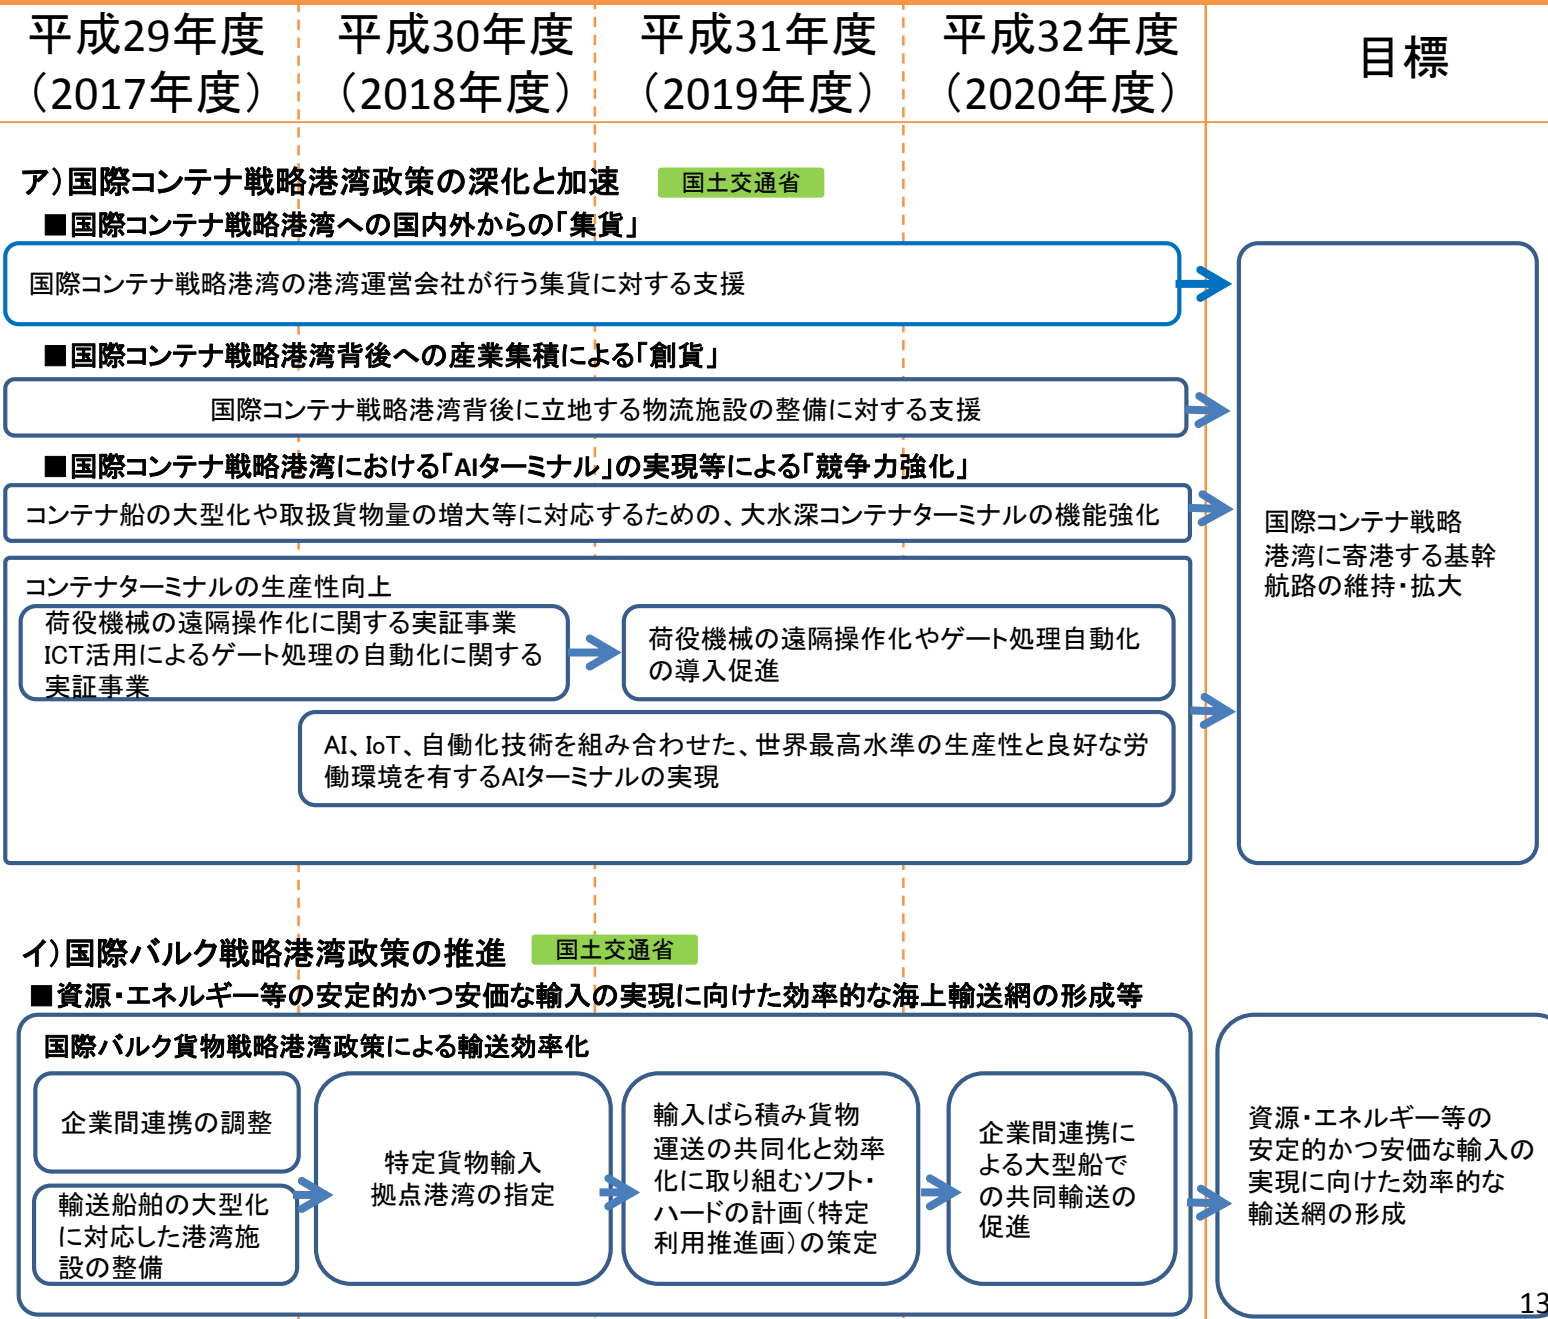 平成29年度
（2017年度）
平成30年度
（2018年度）
平成31年度
（2019年度）
平成32年度
（2020年度）
目標
ア）国際コンテナ戦略港湾政策の深化と加速
国土交通省
■国際コンテナ戦略港湾への国内外からの「集貨」
国際コンテナ戦略港湾の港湾運営会社が行う集貨に対する支援
■国際コンテナ戦略港湾背後への産業集積による「創貨」
国際コンテナ戦略港湾背後に立地する物流施設の整備に対する支援
■国際コンテナ戦略港湾における「AIターミナル」の実現等による「競争力強化」
コンテナ船の大型化や取扱貨物量の増大等に対応するための、大水深コンテナターミナルの機能強化
コンテナターミナルの生産性向上
荷役機械の遠隔操作化に関する実証事業
ICT活用によるゲート処理の自動化に関する
実証事業
荷役機械の遠隔操作化やゲート処理自動化
の導入促進
AI、IoT、自働化技術を組み合わせた、世界最高水準の生産性と良好な労
働環境を有するAIターミナルの実現
国際コンテナ戦略
港湾に寄港する基幹
航路の維持・拡大
イ）国際バルク戦略港湾政策の推進
国土交通省
■資源・エネルギー等の安定的かつ安価な輸入の実現に向けた効率的な海上輸送網の形成等
国際バルク貨物戦略港湾政策による輸送効率化
企業間連携の調整
輸送船舶の大型化
に対応した港湾施
設の整備
特定貨物輸入
拠点港湾の指定
輸入ばら積み貨物
運送の共同化と効率
化に取り組むソフト・
ハードの計画（特定
利用推進画）の策定
企業間連携に
よる大型船で
の共同輸送の
促進
資源・エネルギー等の
安定的かつ安価な輸入の
実現に向けた効率的な
輸送網の形成
13